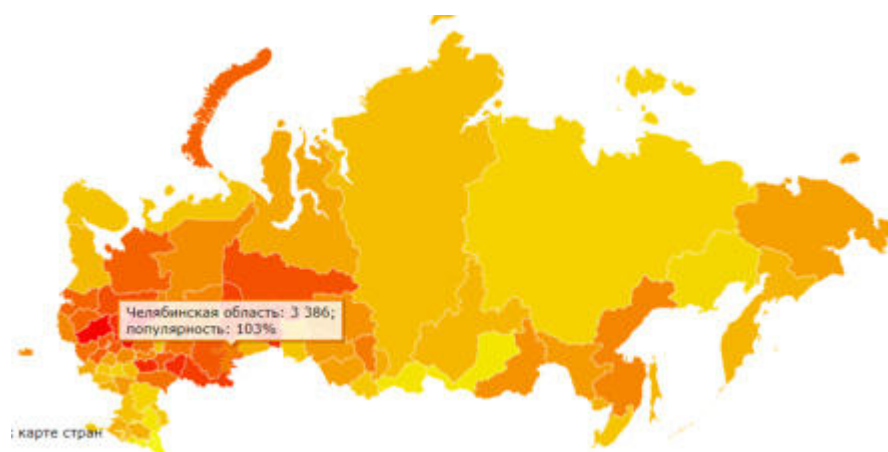 Челябинская область: 3 386;
популярность: 103%
: карте стран